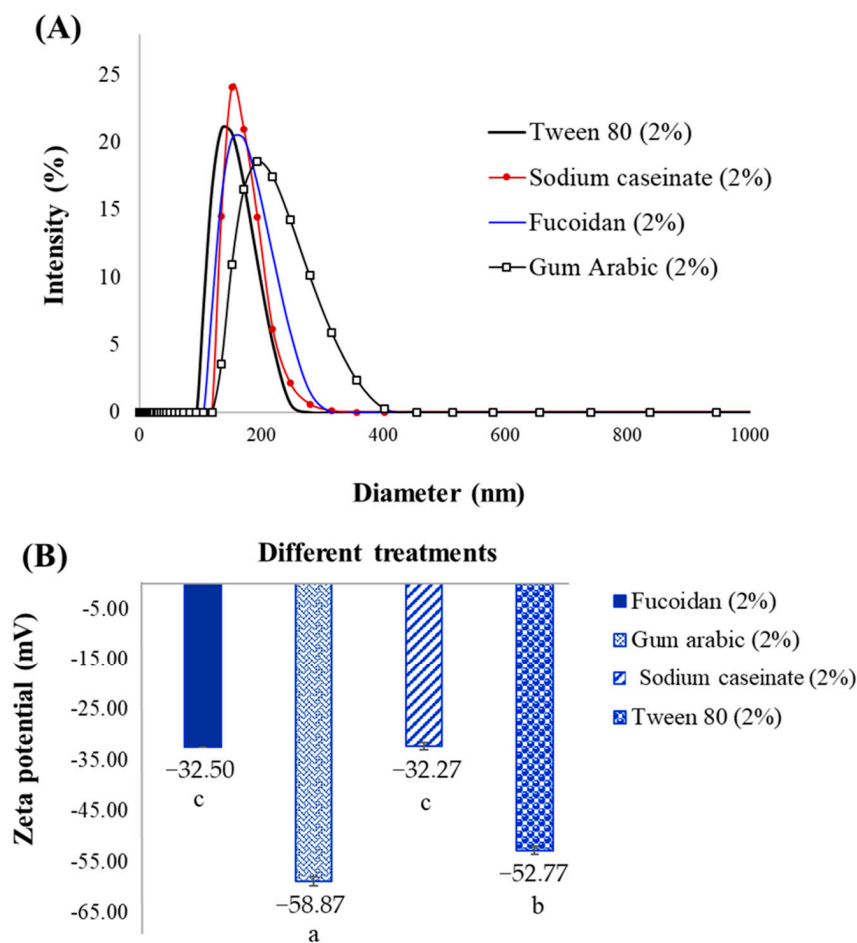 (A)
25
20
15
10
5
0
Intensity (%)
0 200 400 600 800 1000
Diameter (nm)
Tween 80 (2%)
Sodium caseinate (2%)
Fucoidan (2%)
Gum Arabic (2%)
(B)
Different treatments
Zeta potential (mV)
-5.00
-15.00
-25.00
-35.00
-45.00
-55.00
-65.00
−32.50
c
−58.87
a
−32.27
c
−52.77
b
Fucoidan (2%)
Gum arabic (2%)
Sodium caseinate (2%)
Tween 80 (2%)